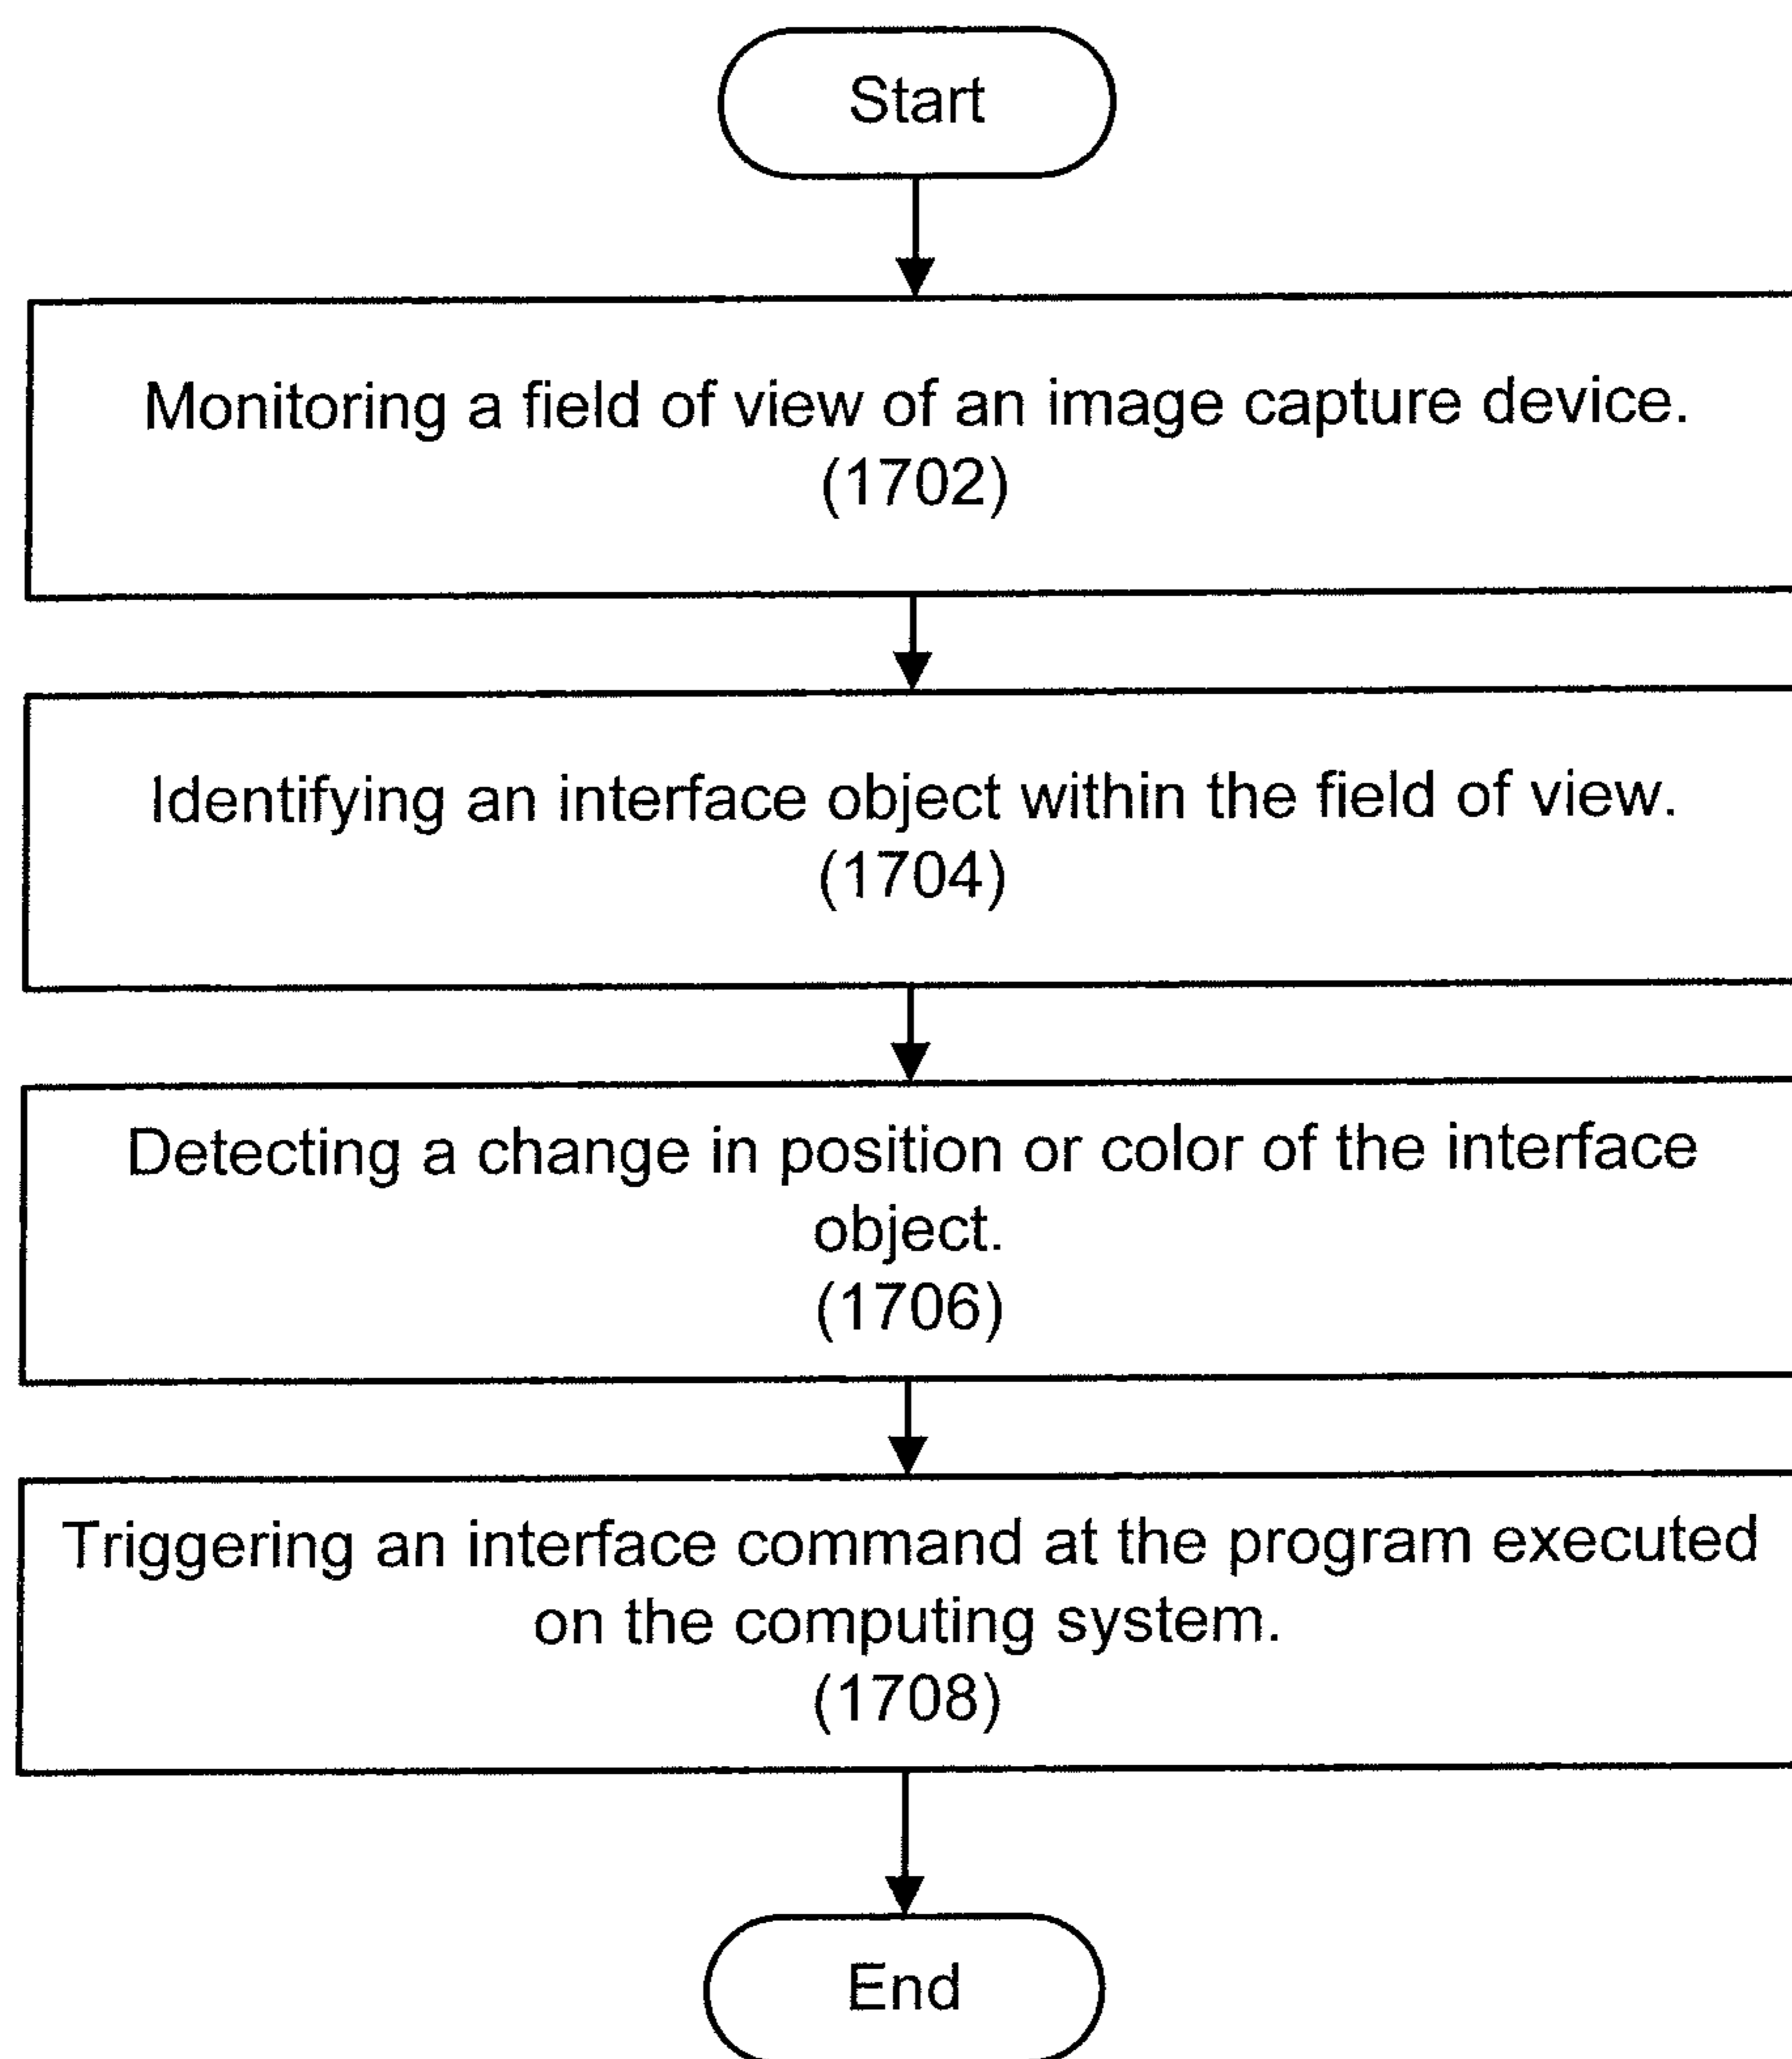 Start
Monitoring a field of view of an image capture device.
(1702)
Identifying an interface object within the field of view.
(1704)
Detecting a change in position or color of the interface
object.
(1706)
Triggering an interface command at the program executed
on the computing system.
(1708)
End